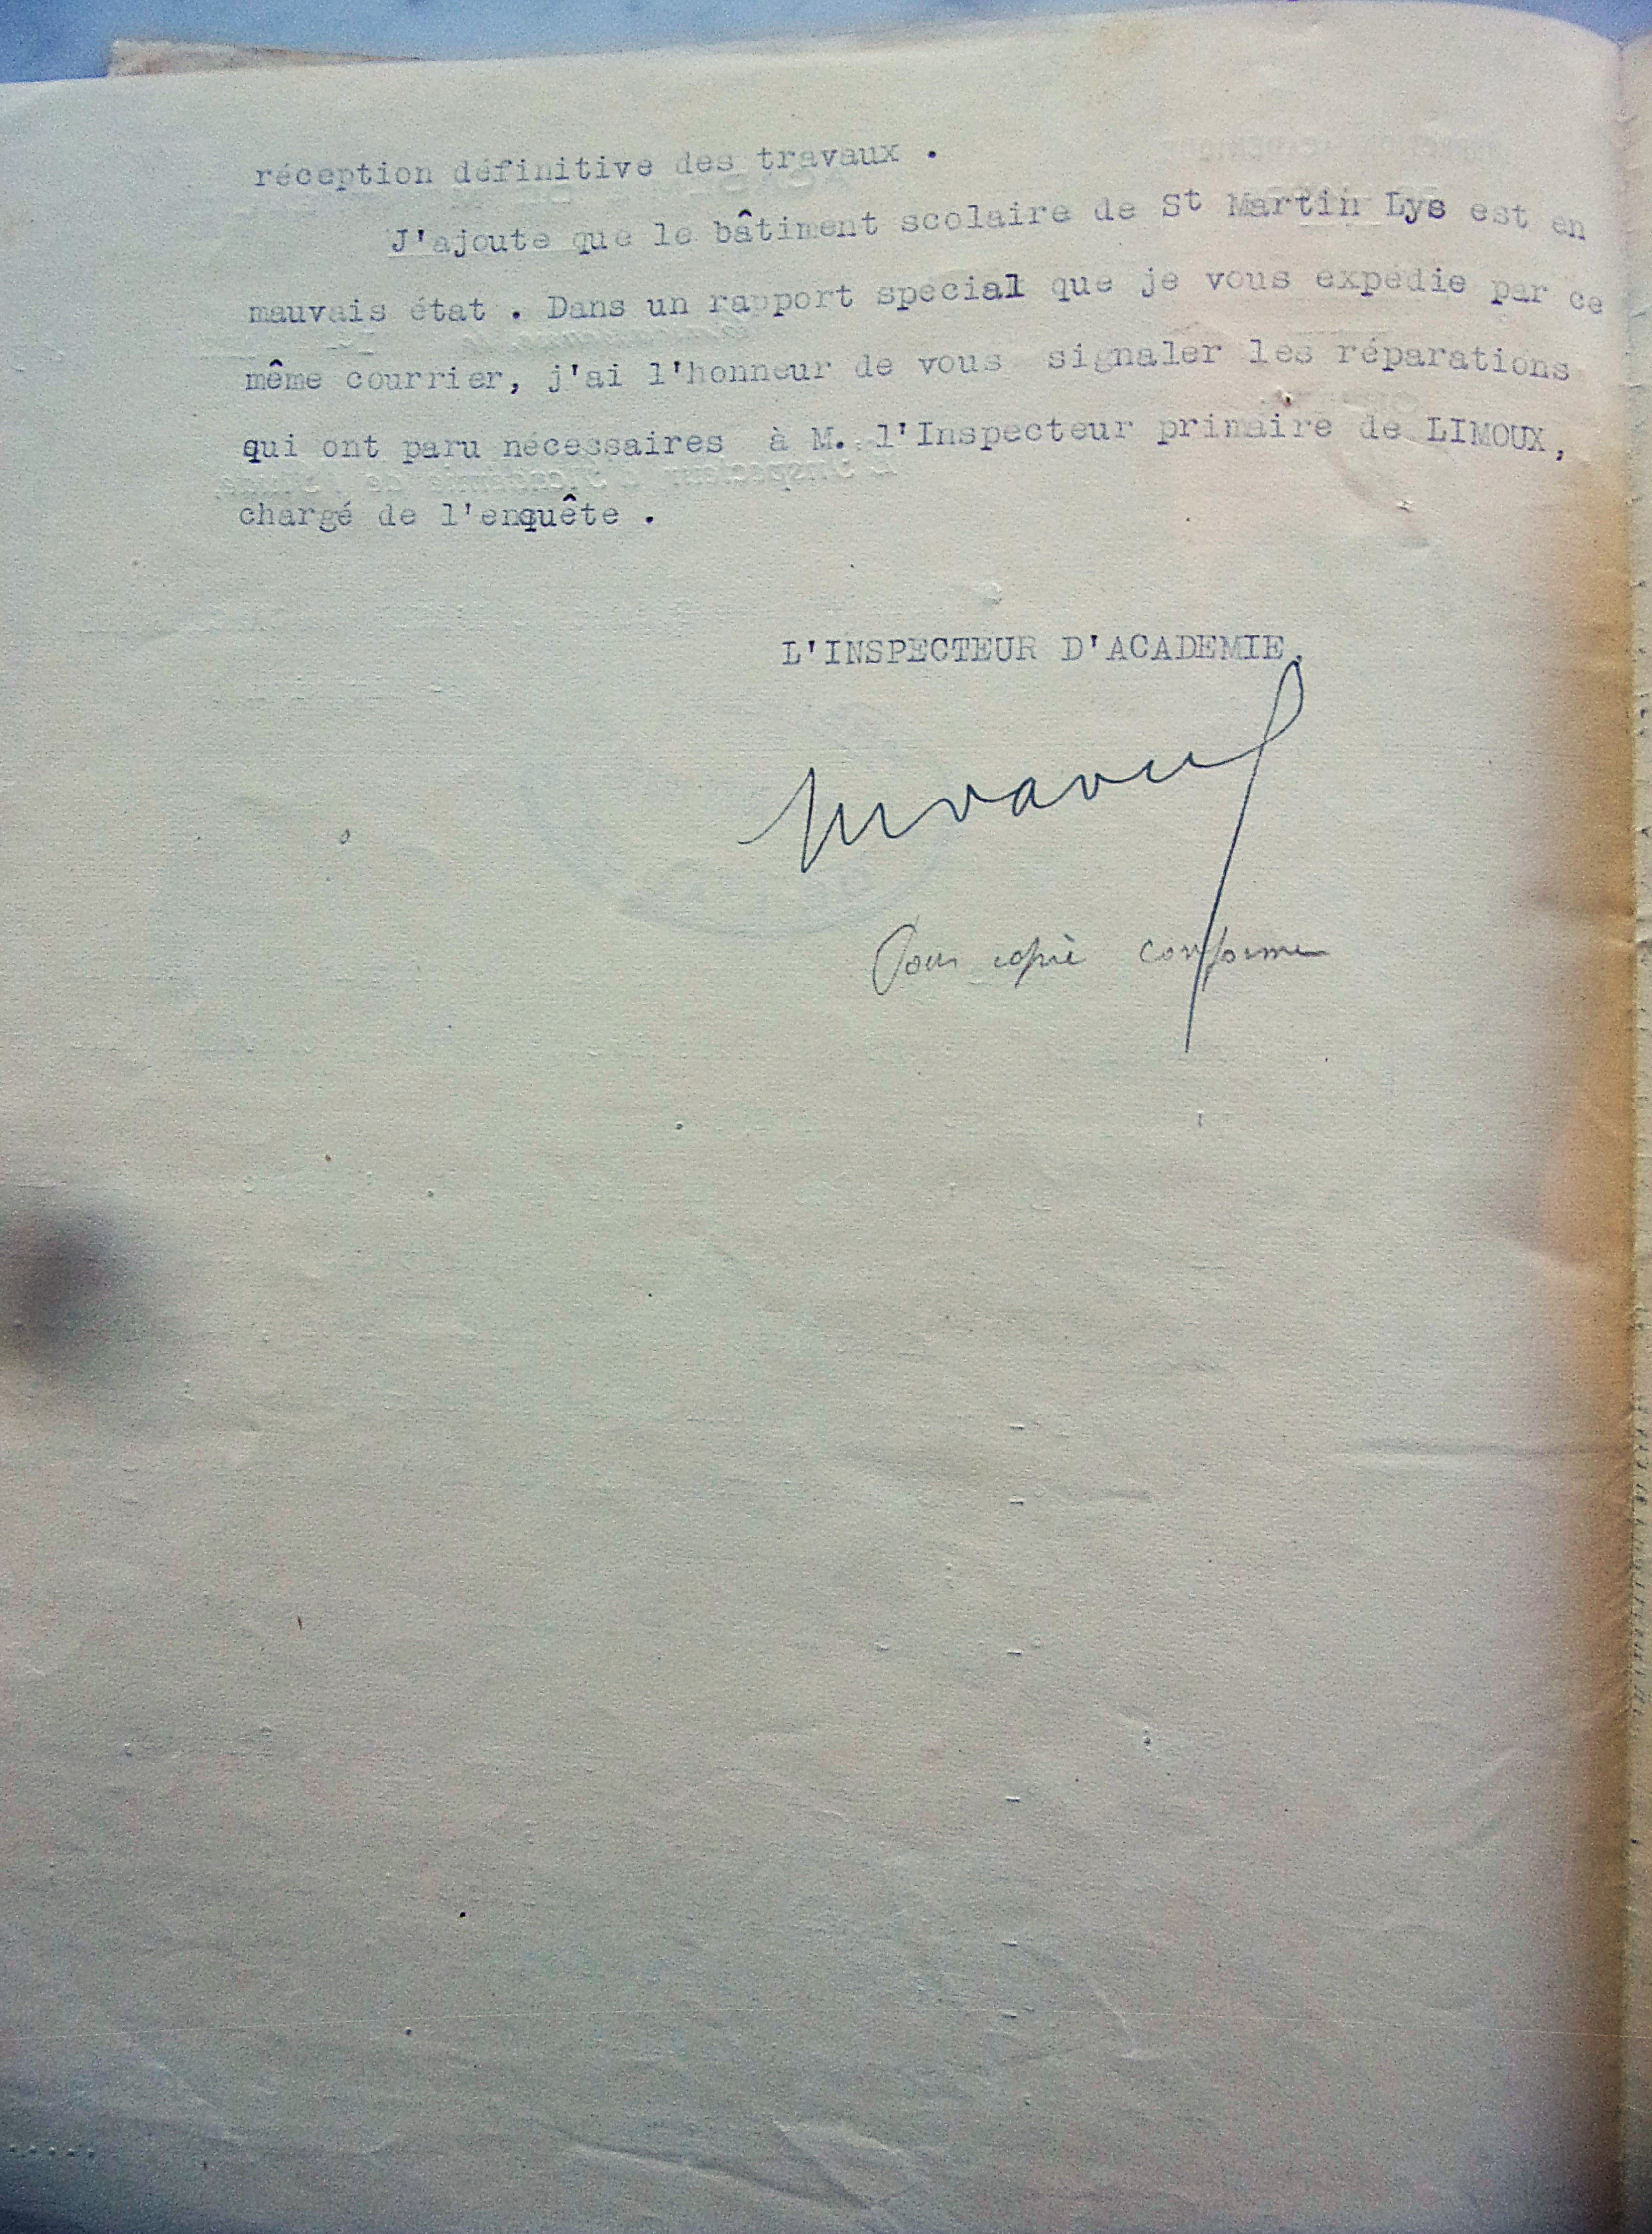 réception définitive des travaux .
J'ajoute que le bâtiment scolaire de St Martin Lys est en
mauvais état . Dans un rapport spécial que je vous expédie par ce
même courrier, j'ai l'honneur de vous signaler les réparations
qui ont paru nécessaires à M. l'Inspecteur primaire de LIMOUX,
chargé de l'enquête .
L'INSPECTEUR D'ACADEMIE,
Pour copie conforme